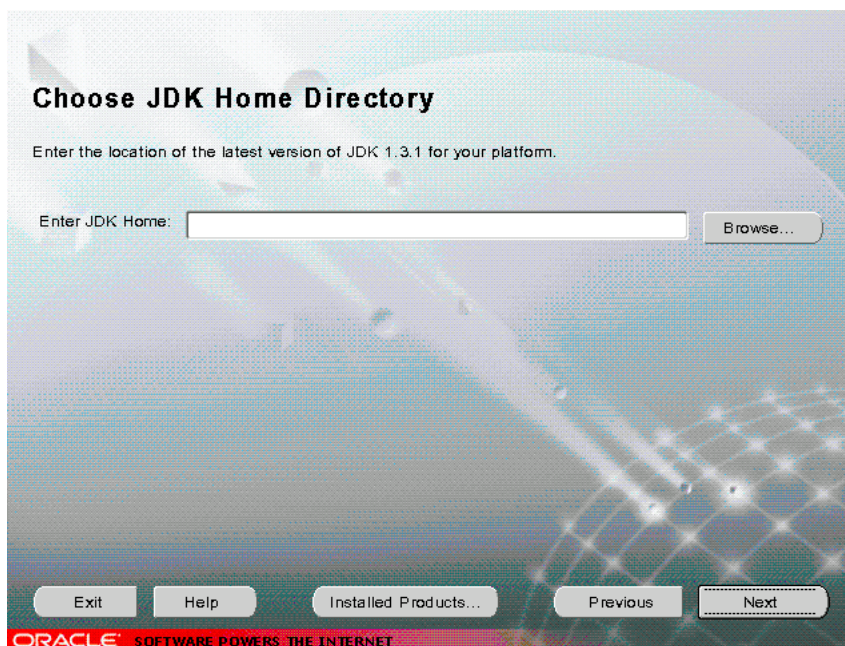 Choose JDK Home Directory
Enter the location of the latest version of JDK 1.3.1 for your platform.
Enter JDK Home:
Browse...
Exit
Help
Installed Products...
Previous
Next
ORACLE SOFTWARE POWERS THE INTERNET